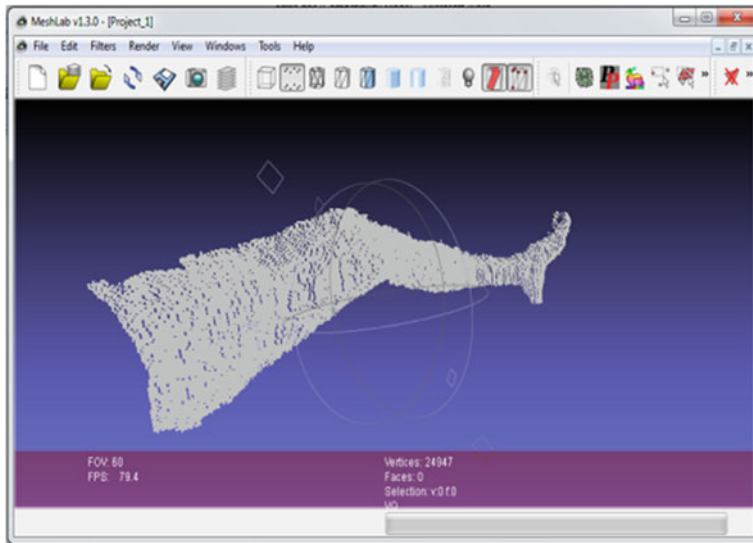 MeshLab v1.3.0 - [Project_1]
File Edit Filters Render View Windows Tools Help
FOV: 60
FPS: 79.4
Vertices: 24947
Faces: 0
Selection: v:0 f:0
VQ